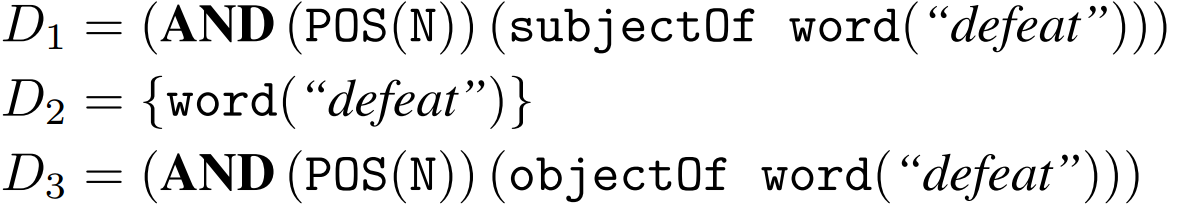 D₁ = (AND (POS(N)) (subjectOf word(“defeat”)))
D₂ = {word(“defeat”)}
D₃ = (AND (POS(N)) (objectOf word(“defeat”)))